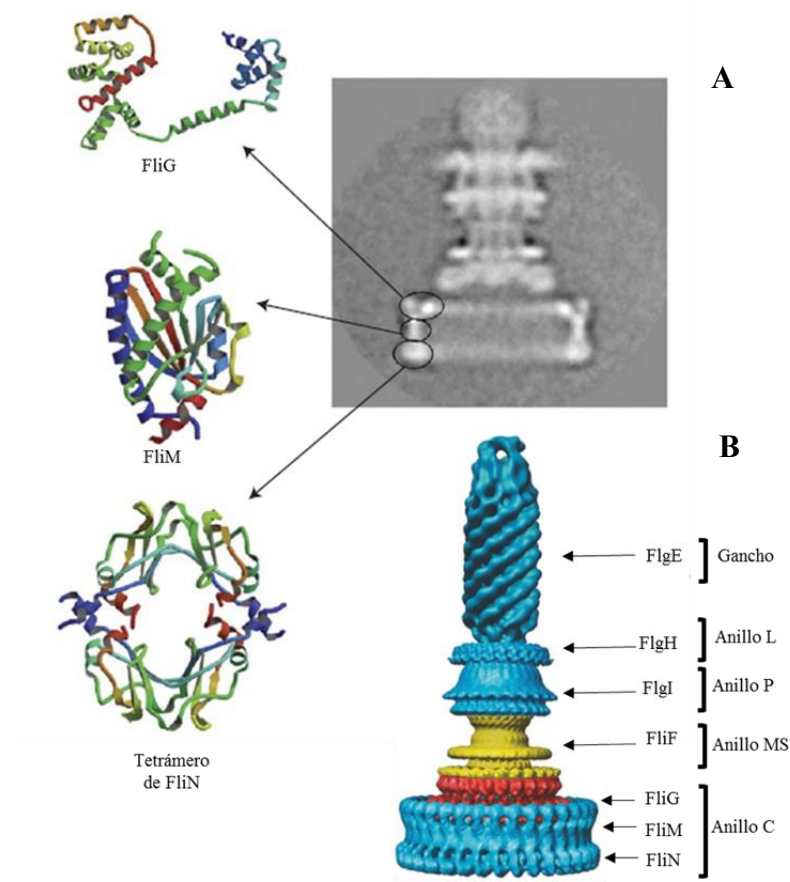 A
FliG
FliM
B
FlgE
Gancho
FlgH
Anillo L
FlgI
Anillo P
FliF
Anillo MS
Tetrámero
de FliN
FliG
FliM
Anillo C
FliN